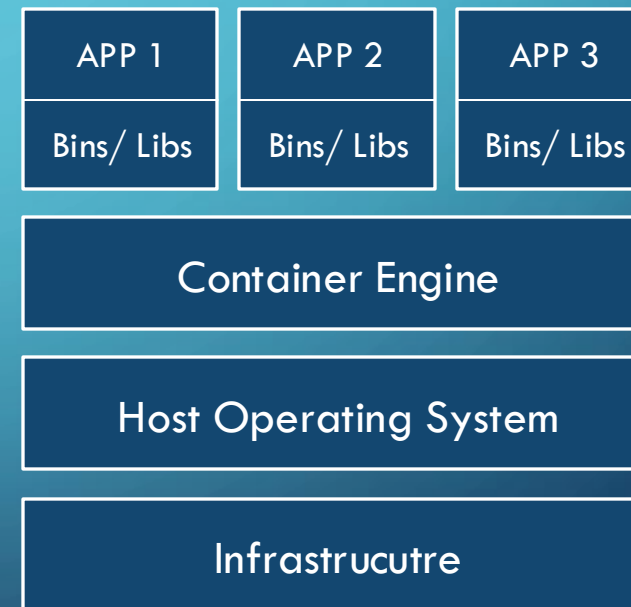 APP 1 APP 2 APP 3
Bins/ Libs Bins/ Libs Bins/ Libs
Container Engine
Host Operating System
Infrastrucutre